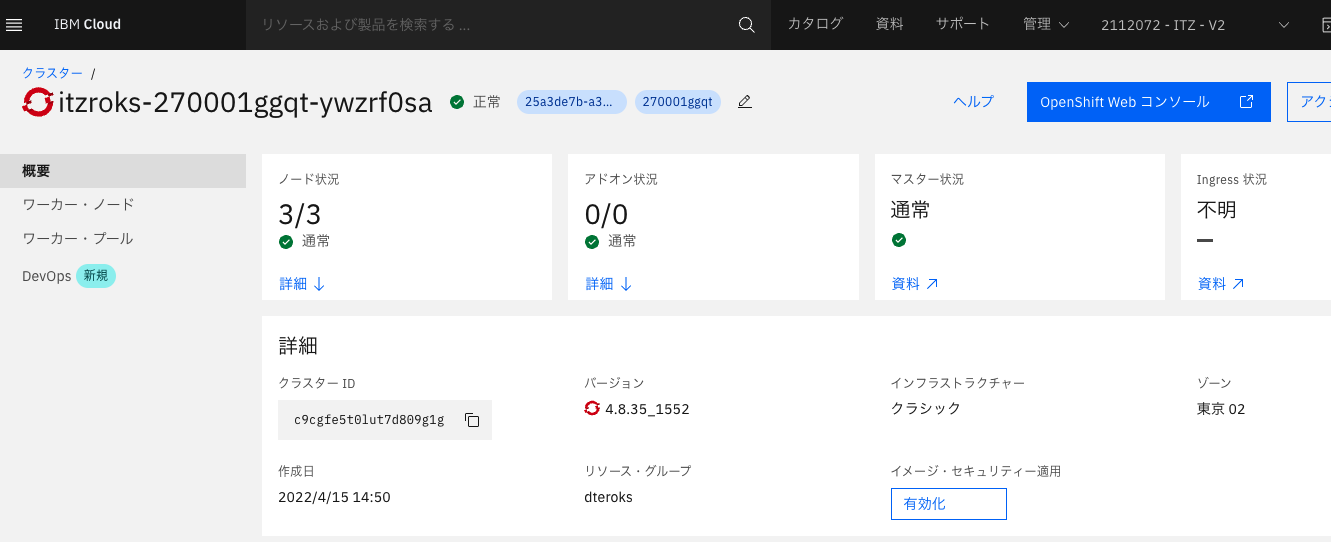 IBM Cloud リソースおよび製品を検索する ... カタログ 資料 サポート 管理 2112072 - ITZ - V2
クラスター /
itzroks-270001ggqt-ywzrf0sa 正常 25a3de7b-a3... 270001ggqt ヘルプ OpenShift Web コンソール アク
概要
ワーカー・ノード
ワーカー・プール
DevOps 新規
ノード状況
3/3
通常
詳細
アドオン状況
0/0
通常
詳細
マスター状況
通常
資料
Ingress 状況
不明
資料
詳細
クラスター ID
c9cgfe5t0lut7d809g1g
バージョン
4.8.35_1552
インフラストラクチャー
クラシック
ゾーン
東京 02
作成日
2022/4/15 14:50
リソース・グループ
dteroks
イメージ・セキュリティー適用
有効化